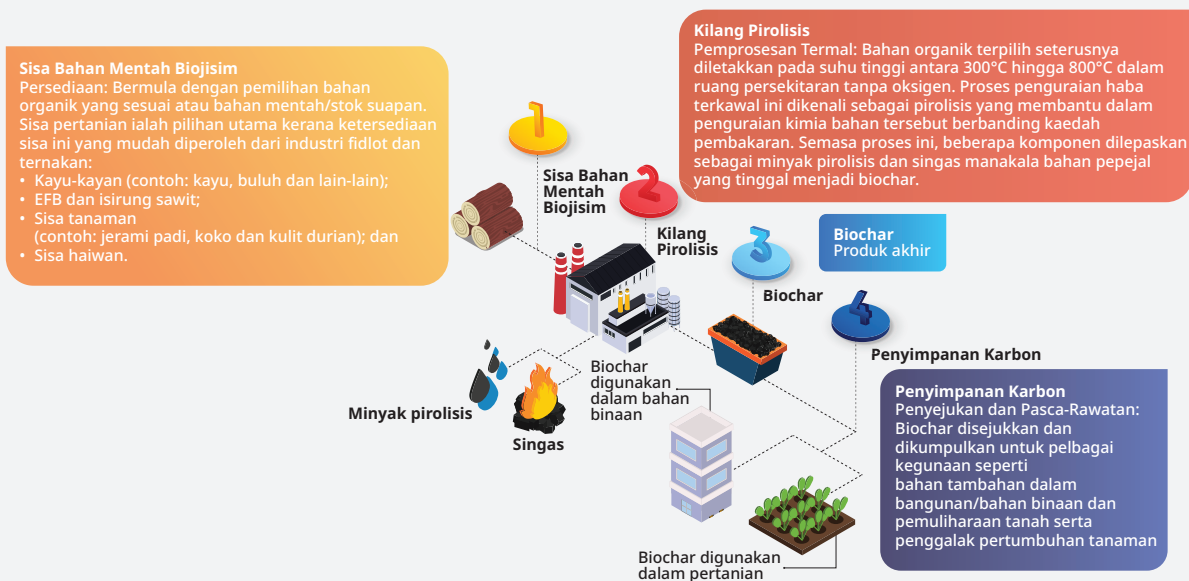 Sisa Bahan Mentah Biojisim
Persediaan: Bermula dengan pemilihan bahan
organik yang sesuai atau bahan mentah/stok suapan.
Sisa pertanian ialah pilihan utama kerana ketersediaan
sisa ini yang mudah diperoleh dari industri fidlot dan
ternakan:
• Kayu-kayan (contoh: kayu, buluh dan lain-lain);
• EFB dan isirung sawit;
• Sisa tanaman
(contoh: jerami padi, koko dan kulit durian); dan
• Sisa haiwan.
1
Sisa Bahan
Mentah
Biojisim
Kilang Pirolisis
Pemprosesan Termal: Bahan organik terpilih seterusnya
diletakkan pada suhu tinggi antara 300°C hingga 800°C dalam
ruang persekitaran tanpa oksigen. Proses penguraian haba
terkawal ini dikenali sebagai pirolisis yang membantu dalam
penguraian kimia bahan tersebut berbanding kaedah
pembakaran. Semasa proses ini, beberapa komponen dilepaskan
sebagai minyak pirolisis dan singas manakala bahan pepejal
yang tinggal menjadi biochar.
2
Kilang
Pirolisis
3
Biochar
Biochar
Produk akhir
4
Penyimpanan Karbon
Minyak pirolisis
Singas
Biochar
digunakan
dalam bahan
binaan
Penyimpanan Karbon
Penyejukan dan Pasca-Rawatan:
Biochar disejukkan dan
dikumpulkan untuk pelbagai
kegunaan seperti
bahan tambahan dalam
bangunan/bahan binaan dan
pemuliharaan tanah serta
penggalak pertumbuhan tanaman
Biochar digunakan
dalam pertanian